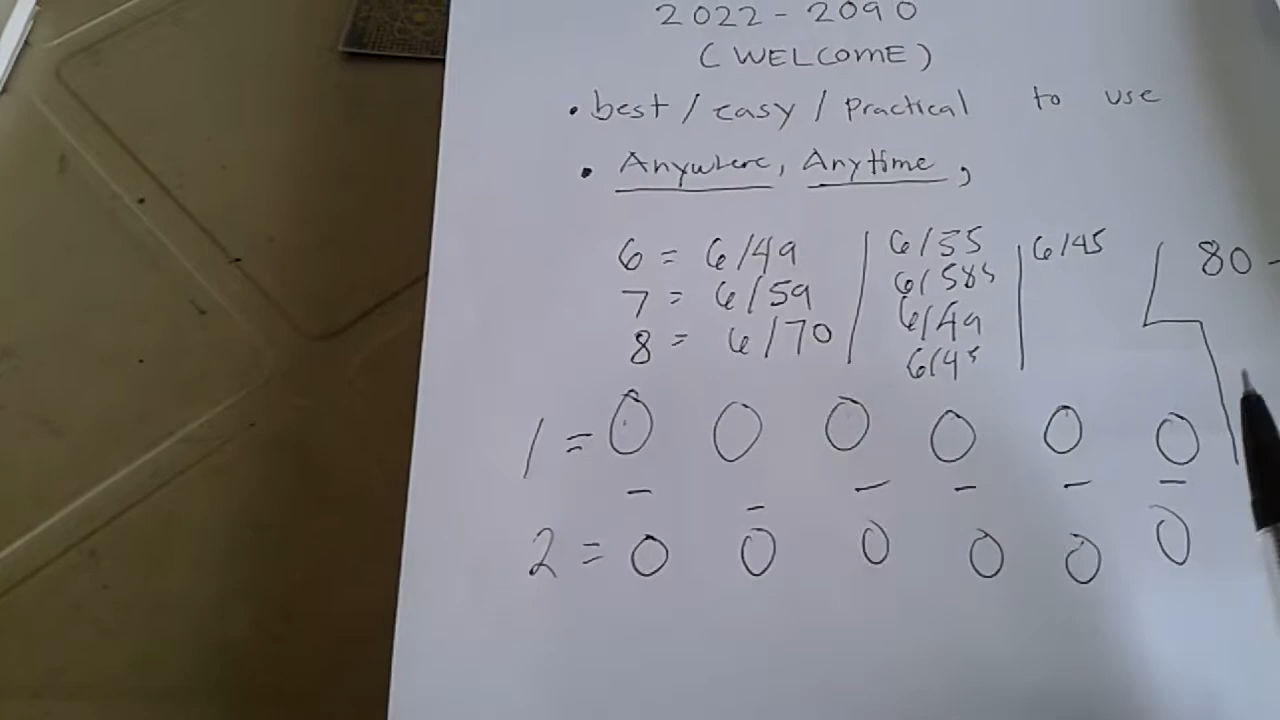 2022-2090
(WELCOME)
• best / easy / Practical to use
• Anywhere, Anytime,
6 = 6/49 | 6/55 | 6/45 80 -
7 = 6/59 6/58s
8 = 6/70 6/49
6/45
1 = 0 0 0 0 0 0
- - - - - -
2 = 0 0 0 0 0 0